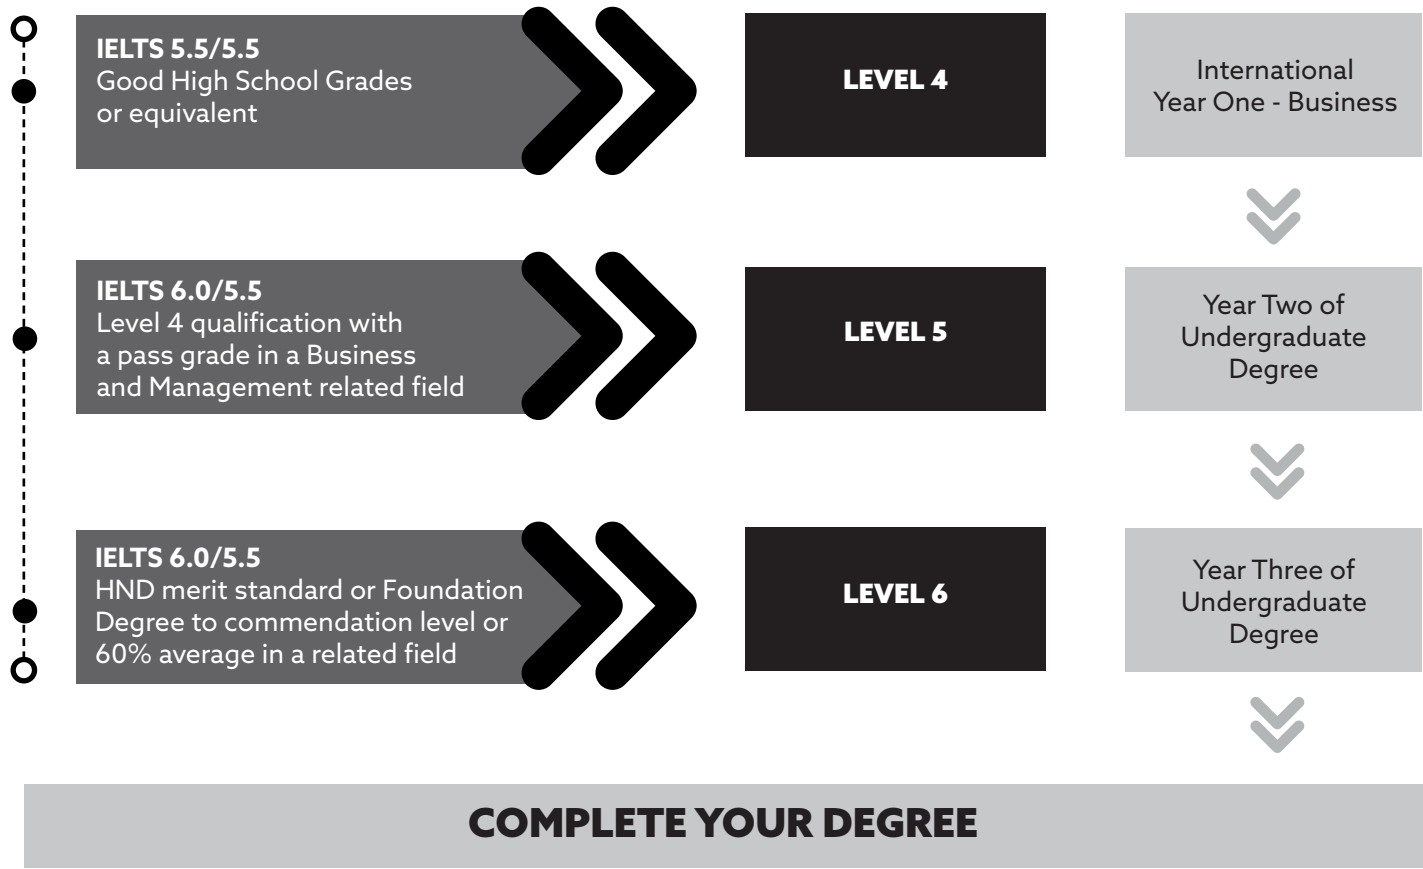 IELTS 5.5/5.5
Good High School Grades
or equivalent
LEVEL 4
International
Year One - Business
IELTS 6.0/5.5
Level 4 qualification with
a pass grade in a Business
and Management related field
LEVEL 5
Year Two of
Undergraduate
Degree
IELTS 6.0/5.5
HND merit standard or Foundation
Degree to commendation level or
60% average in a related field
LEVEL 6
Year Three of
Undergraduate
Degree
COMPLETE YOUR DEGREE